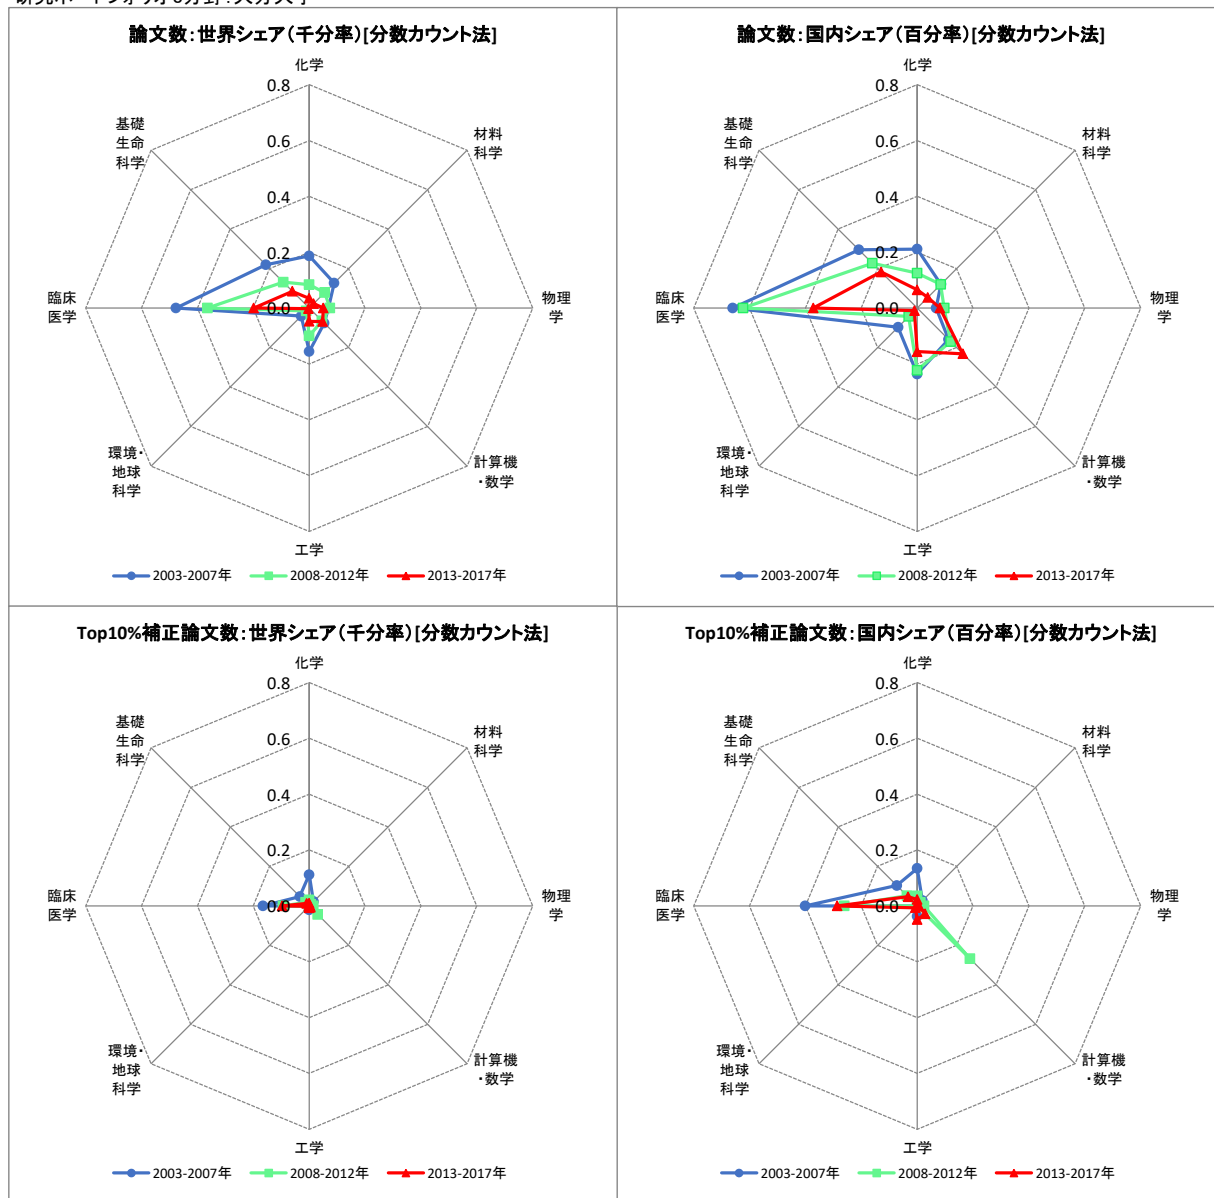 論文数:世界シェア(千分率)[分数カウント法]
化学
0.8
0.6
0.4
0.2
0.0
材料
科学
物理
学
計算機
・数学
工学
環境・
地球
科学
臨床
医学
基礎
生命
科学
2003-2007年 2008-2012年 2013-2017年
論文数:国内シェア(百分率)[分数カウント法]
化学
0.8
0.6
0.4
0.2
0.0
材料
科学
物理
学
計算機
・数学
工学
環境・
地球
科学
臨床
医学
基礎
生命
科学
2003-2007年 2008-2012年 2013-2017年
Top10%補正論文数:世界シェア(千分率)[分数カウント法]
化学
0.8
0.6
0.4
0.2
0.0
材料
科学
物理
学
計算機
・数学
工学
環境・
地球
科学
臨床
医学
基礎
生命
科学
2003-2007年 2008-2012年 2013-2017年
Top10%補正論文数:国内シェア(百分率)[分数カウント法]
化学
0.8
0.6
0.4
0.2
0.0
材料
科学
物理
学
計算機
・数学
工学
環境・
地球
科学
臨床
医学
基礎
生命
科学
2003-2007年 2008-2012年 2013-2017年